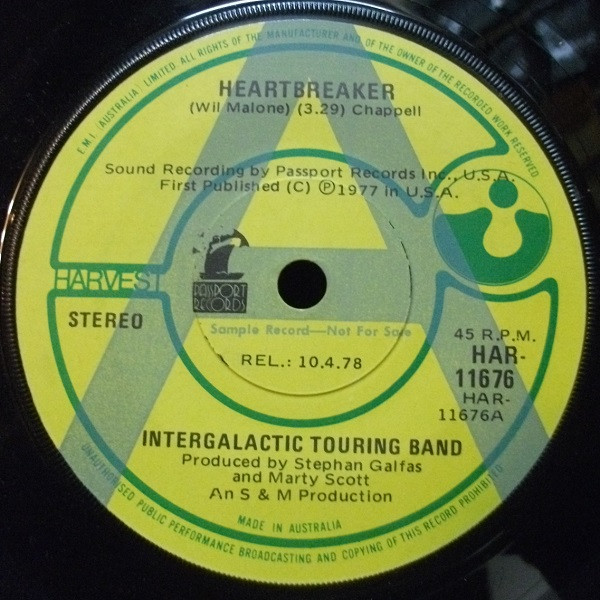 E.M.I. (AUSTRALIA) LIMITED. ALL RIGHTS OF THE MANUFACTURER AND OF THE OWNER OF THE RECORDED WORK RESERVED
HEARTBREAKER
(Wil Malone) (3.29) Chappell
Sound Recording by Passport Records Inc., U.S.A.
First Published (C) Ⓟ1977 in U.S.A.
HARVEST
PASSPORT
RECORDS
STEREO
Sample Record—Not For Sale
REL.: 10.4.78
45 R.P.M.
HAR-
11676
HAR-
11676A
INTERGALACTIC TOURING BAND
Produced by Stephan Galfas
and Marty Scott
An S & M Production
MADE IN AUSTRALIA
UNAUTHORISED PUBLIC PERFORMANCE BROADCASTING AND COPYING OF THIS RECORD PROHIBITED
A